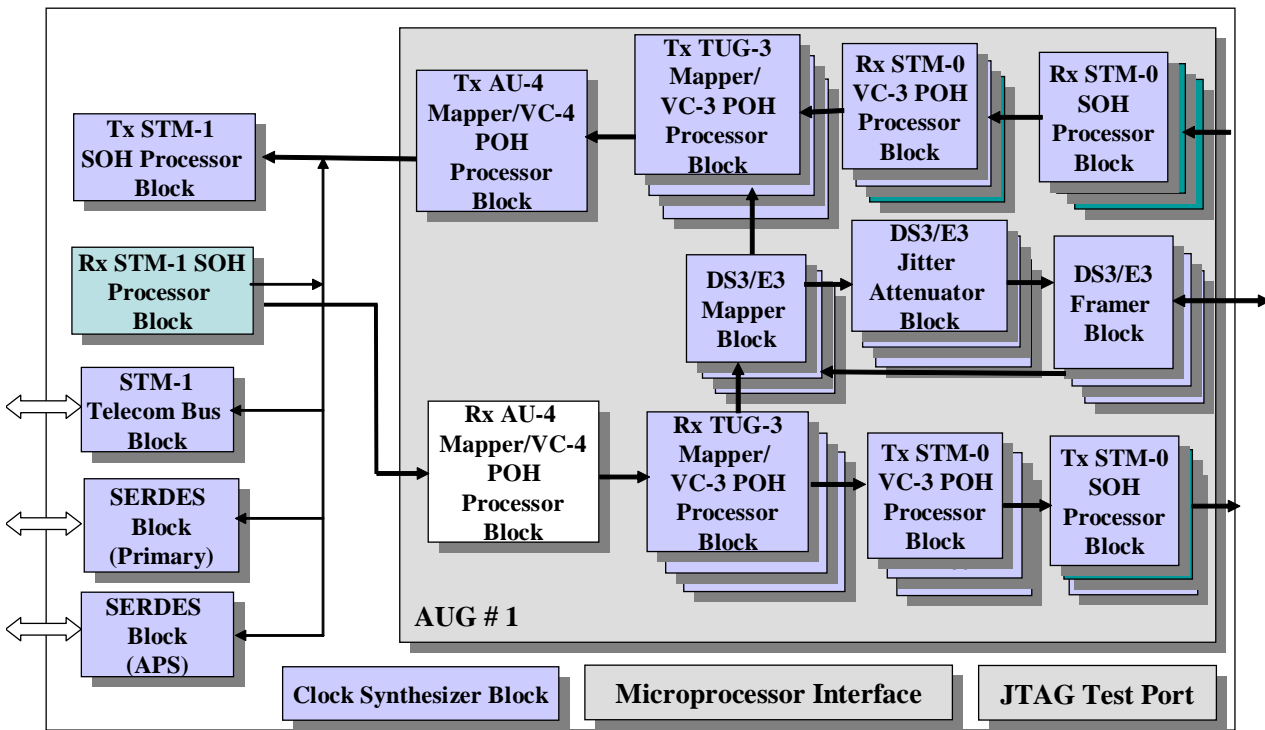 Tx STM-1
SOH Processor
Block
Rx STM-1 SOH
Processor
Block
STM-1
Telecom Bus
Block
SERDES
Block
(Primary)
SERDES
Block
(APS)
Tx AU-4
Mapper/VC-4
POH
Processor
Block
Tx TUG-3
Mapper/
VC-3 POH
Processor
Block
Rx STM-0
VC-3 POH
Processor
Block
Rx STM-0
SOH
Processor
Block
DS3/E3
Mapper
Block
DS3/E3
Jitter
Attenuator
Block
DS3/E3
Framer
Block
Rx AU-4
Mapper/VC-4
POH
Processor
Block
Rx TUG-3
Mapper/
VC-3 POH
Processor
Block
Tx STM-0
VC-3 POH
Processor
Block
Tx STM-0
SOH
Processor
Block
AUG # 1
Clock Synthesizer Block
Microprocessor Interface
JTAG Test Port